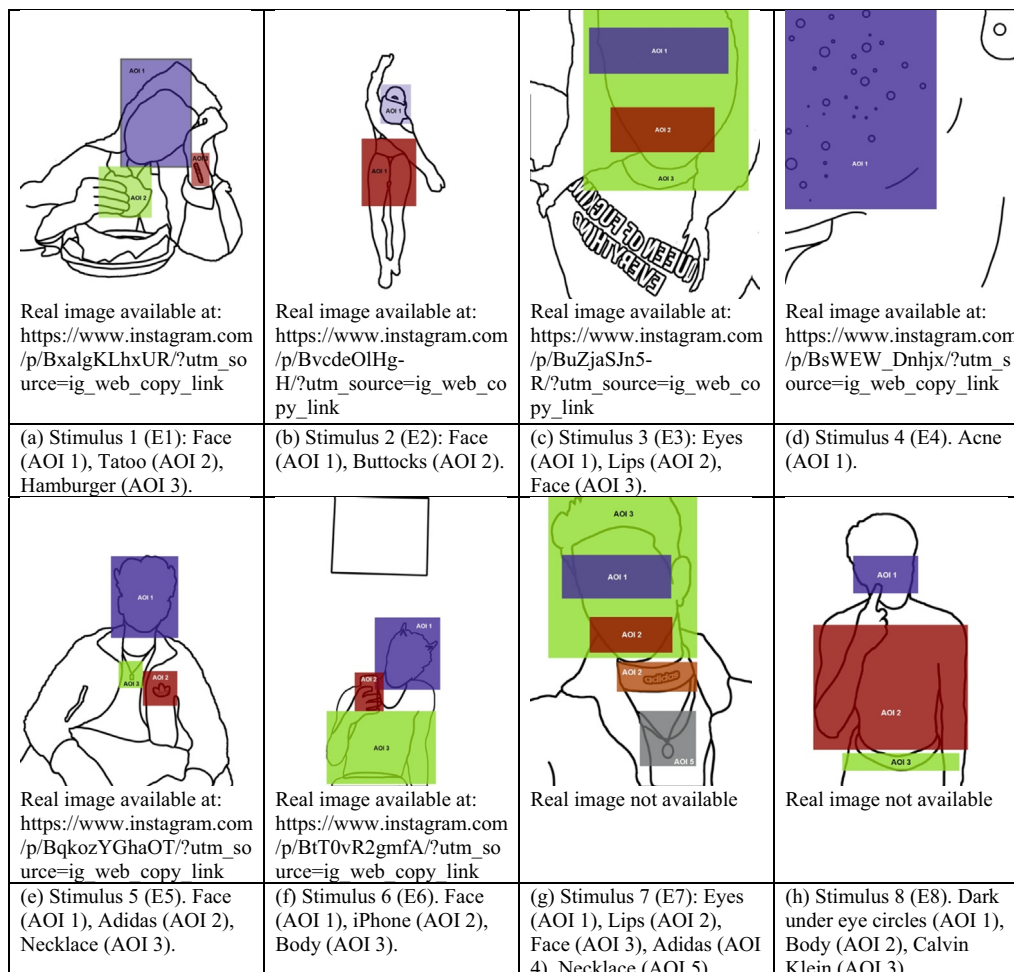 AOI 1
AOI 3
AOI 2
Real image available at:
https://www.instagram.com
/p/BxalgKLhxUR/?utm_so
urce=ig_web_copy_link
AOI 1
AOI 1
Real image available at:
https://www.instagram.com
/p/BvcdeOlHg-
H/?utm_source=ig_web_co
py_link
AOI 1
AOI 2
AOI 3
QUEEN OF FUCKIN
EVERYTHING
Real image available at:
https://www.instagram.com
/p/BuZjaSJn5-
R/?utm_source=ig_web_co
py_link
AOI 1
Real image available at:
https://www.instagram.com
/p/BsWEW_Dnhjx/?utm_s
ource=ig_web_copy_link
(a) Stimulus 1 (E1): Face
(AOI 1), Tatoo (AOI 2),
Hamburger (AOI 3).
(b) Stimulus 2 (E2): Face
(AOI 1), Buttocks (AOI 2).
(c) Stimulus 3 (E3): Eyes
(AOI 1), Lips (AOI 2),
Face (AOI 3).
(d) Stimulus 4 (E4). Acne
(AOI 1).
AOI 1
AOI 3
AOI 2
Real image available at:
https://www.instagram.com
/p/BqkozYGhaOT/?utm_so
urce=ig_web_copy_link
AOI 1
AOI 2
AOI 3
Real image available at:
https://www.instagram.com
/p/BtT0vR2gmfA/?utm_so
urce=ig_web_copy_link
AOI 3
AOI 1
AOI 2
AOI 2
adidas
AOI 5
Real image not available
AOI 1
AOI 2
AOI 3
Real image not available
(e) Stimulus 5 (E5). Face
(AOI 1), Adidas (AOI 2),
Necklace (AOI 3).
(f) Stimulus 6 (E6). Face
(AOI 1), iPhone (AOI 2),
Body (AOI 3).
(g) Stimulus 7 (E7): Eyes
(AOI 1), Lips (AOI 2),
Face (AOI 3), Adidas (AOI
4), Necklace (AOI 5).
(h) Stimulus 8 (E8). Dark
under eye circles (AOI 1),
Body (AOI 2), Calvin
Klein (AOI 3).